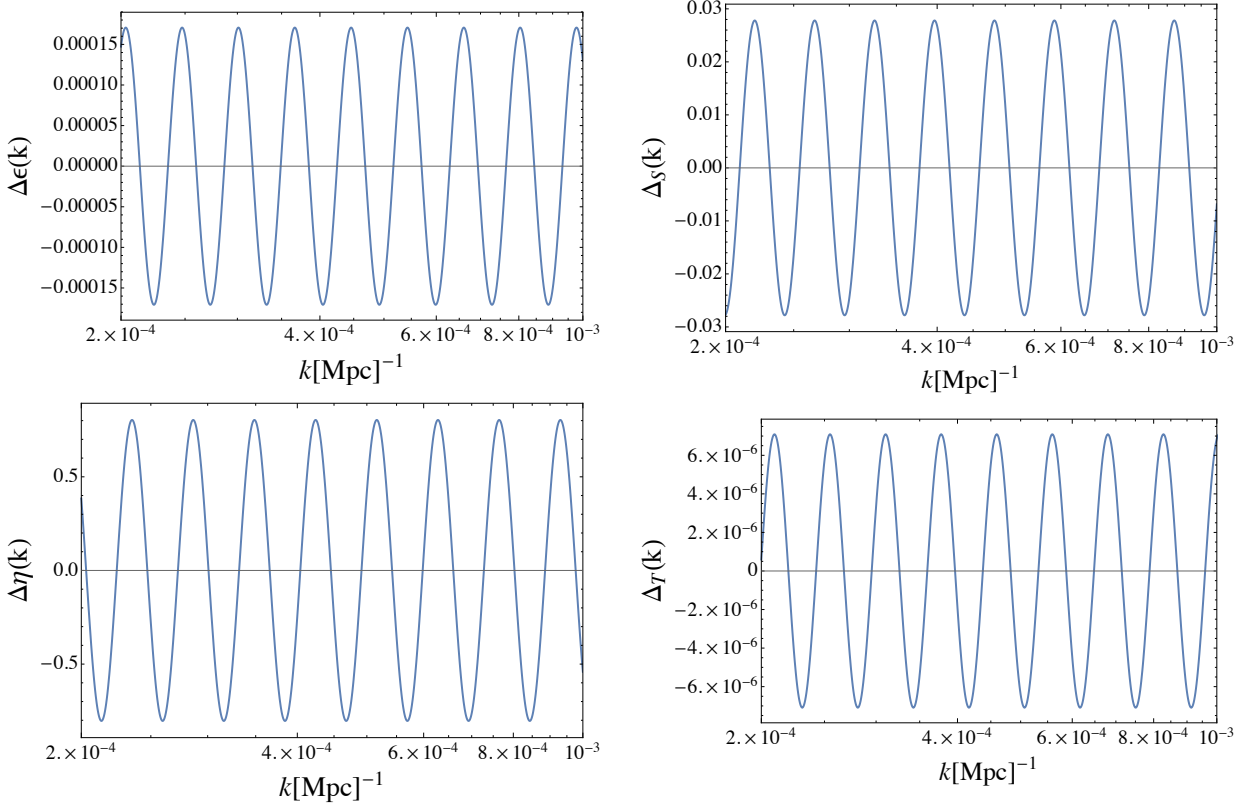 0.00015
0.00010
0.00005
0.00000
−0.00005
−0.00010
−0.00015
Δϵ(k)
2.×10⁻⁴ 4.×10⁻⁴ 6.×10⁻⁴ 8.×10⁻⁴ 10⁻³
k[Mpc]⁻¹
0.03
0.02
0.01
0.00
−0.01
−0.02
−0.03
Δ_S(k)
2.×10⁻⁴ 4.×10⁻⁴ 6.×10⁻⁴ 8.×10⁻⁴ 10⁻³
k[Mpc]⁻¹
0.5
0.0
−0.5
Δη(k)
2.×10⁻⁴ 4.×10⁻⁴ 6.×10⁻⁴ 8.×10⁻⁴ 10⁻³
k[Mpc]⁻¹
6.×10⁻⁶
4.×10⁻⁶
2.×10⁻⁶
0
−2.×10⁻⁶
−4.×10⁻⁶
−6.×10⁻⁶
Δ_T(k)
2.×10⁻⁴ 4.×10⁻⁴ 6.×10⁻⁴ 8.×10⁻⁴ 10⁻³
k[Mpc]⁻¹